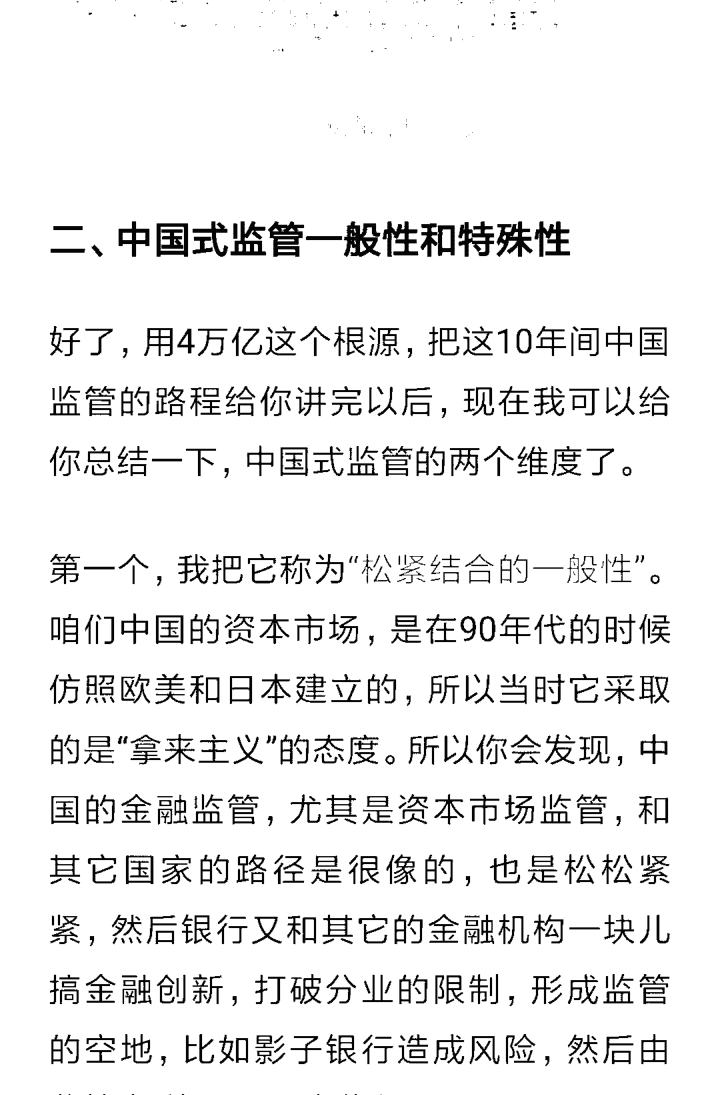 二、中国式监管一般性和特殊性
好了，用4万亿这个根源，把这10年间中国
监管的路程给你讲完以后，现在我可以给
你总结一下，中国式监管的两个维度了。
第一个，我把它称为“松紧结合的一般性”。
咱们中国的资本市场，是在90年代的时候
仿照欧美和日本建立的，所以当时它采取
的是“拿来主义”的态度。所以你会发现，中
国的金融监管，尤其是资本市场监管，和
其它国家的路径是很像的，也是松松紧
紧，然后银行又和其它的金融机构一块儿
搞金融创新，打破分业的限制，形成监管
的空地，比如影子银行造成风险，然后由